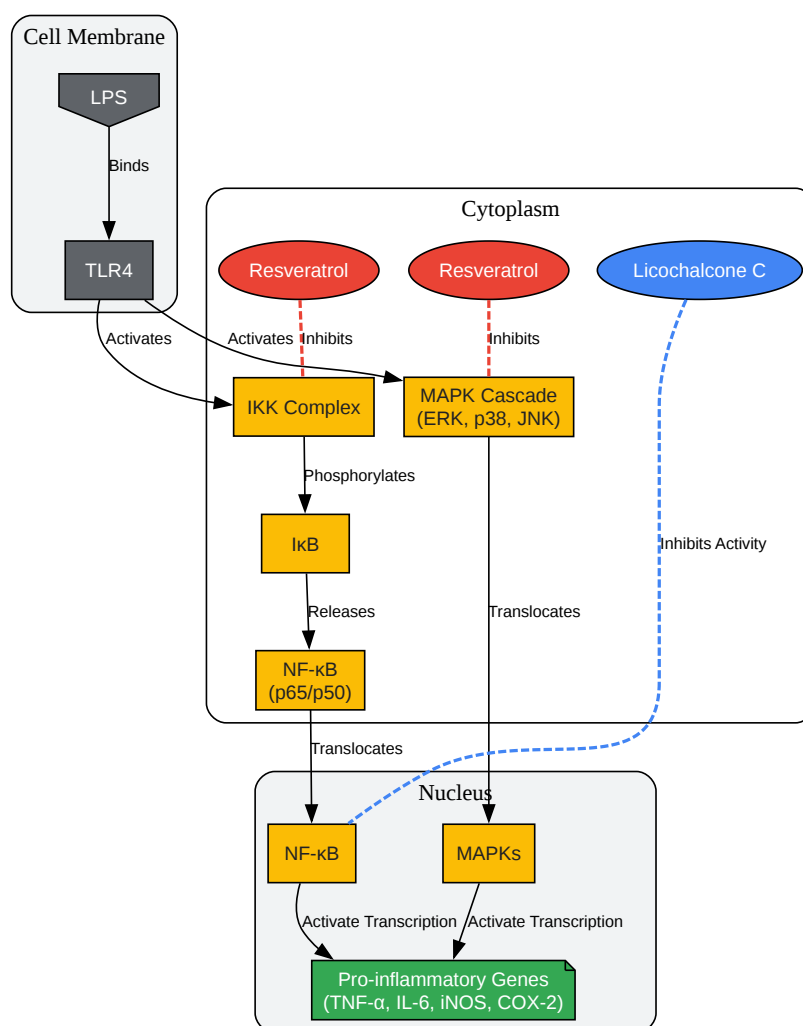 Cell Membrane
LPS
Binds
TLR4
Cytoplasm
Resveratrol
Resveratrol
Licochalcone C
Activates
Activates
Inhibits
Inhibits
IKK Complex
MAPK Cascade
(ERK, p38, JNK)
Phosphorylates
IκB
Inhibits Activity
Releases
Translocates
NF-κB
(p65/p50)
Translocates
Nucleus
NF-κB
MAPKs
Activate Transcription
Activate Transcription
Pro-inflammatory Genes
(TNF-α, IL-6, iNOS, COX-2)